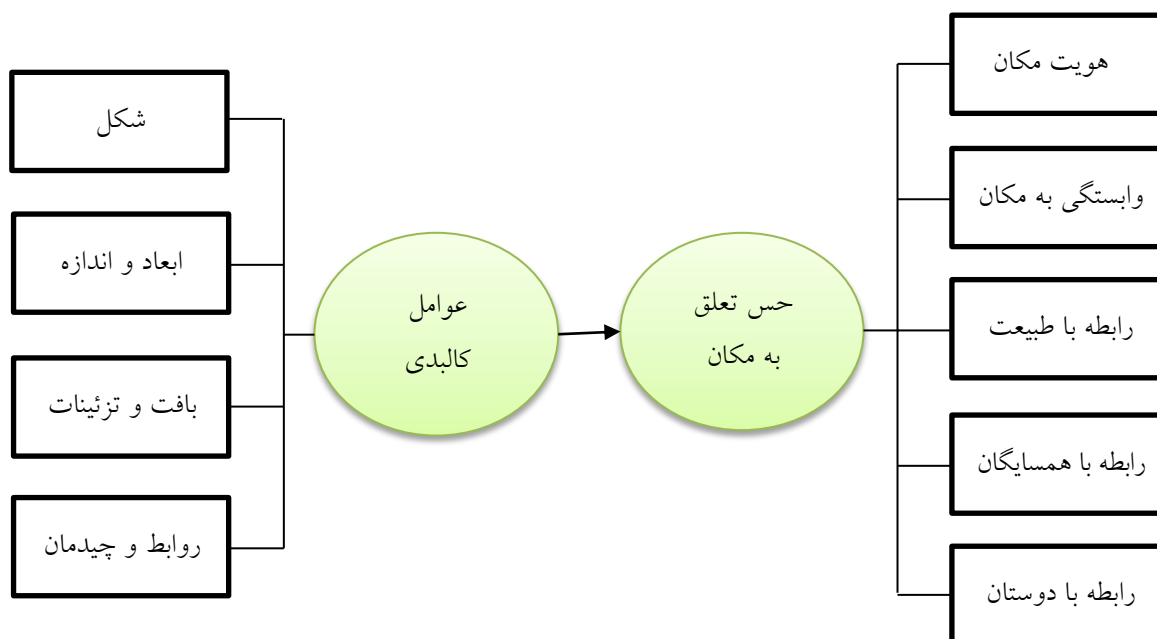 هویت مکان
وابستگی به مکان
رابطه با طبیعت
رابطه با همسایگان
رابطه با دوستان
حس تعلق
به مکان
عوامل
کالبدی
شکل
ابعاد و اندازه
بافت و تزئینات
روابط و چیدمان